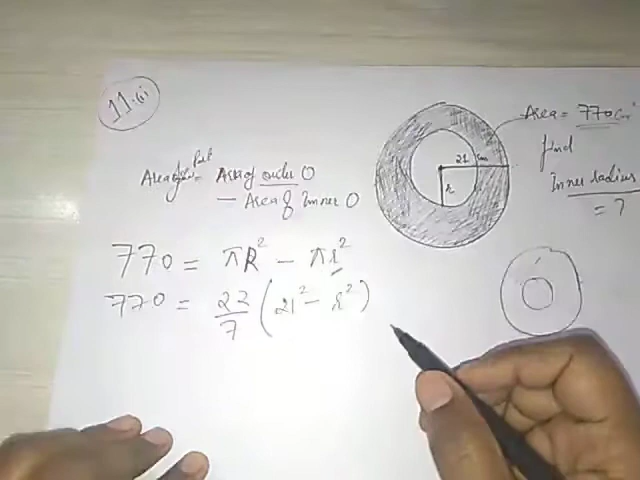 11.(i)
Area = 770cm²
find
Inner radius
= ?
21 cm
r
part
Area of = Area of outer O
— Area of Inner O
770 = πR² − πr²
770 = 22/7 (21² − r²)